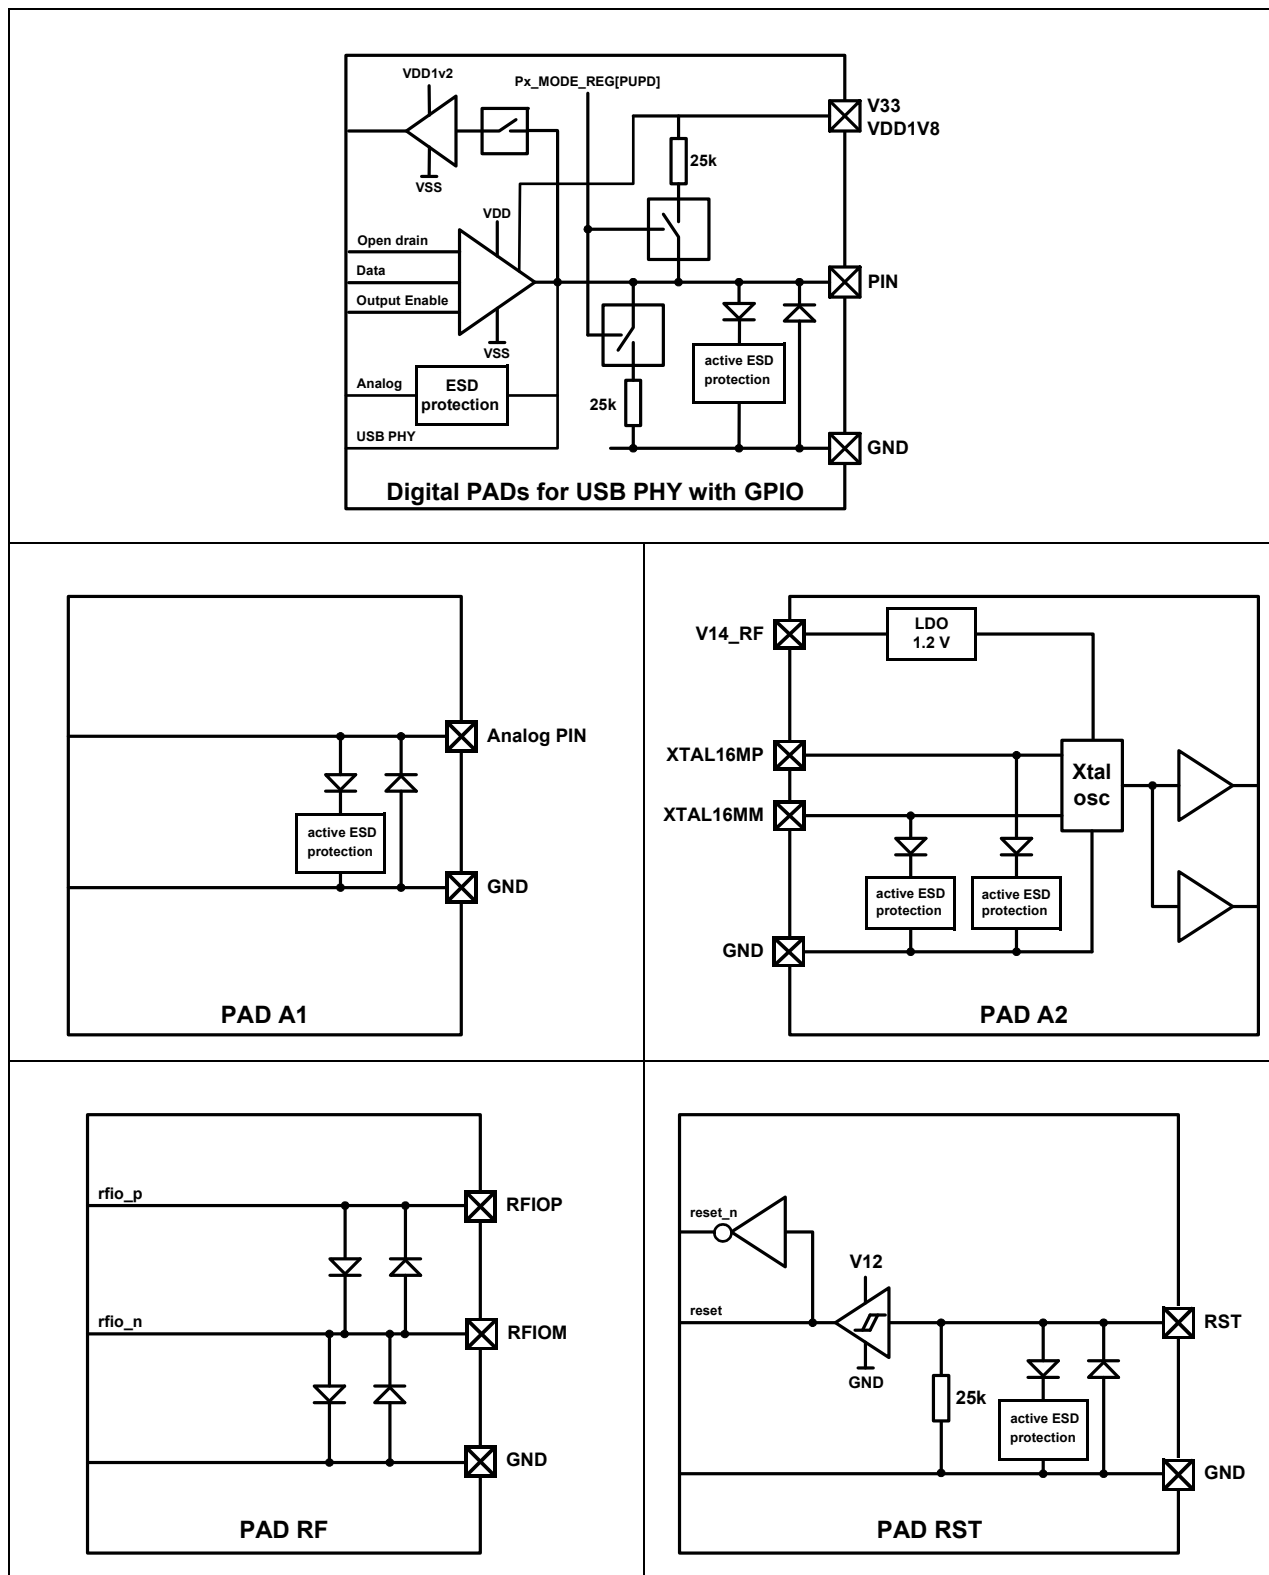 VDD1v2
Px_MODE_REG[PUPD]
V33
VDD1V8
25k
VSS
VDD
Open drain
Data
Output Enable
PIN
VSS
active ESD
protection
Analog
ESD
protection
25k
USB PHY
GND
Digital PADs for USB PHY with GPIO
Analog PIN
active ESD
protection
GND
PAD A1
V14_RF
LDO
1.2 V
XTAL16MP
Xtal
osc
XTAL16MM
active ESD
protection
active ESD
protection
GND
PAD A2
rfio_p
RFIOP
rfio_n
RFIOM
GND
PAD RF
reset_n
V12
reset
RST
GND
25k
active ESD
protection
GND
PAD RST